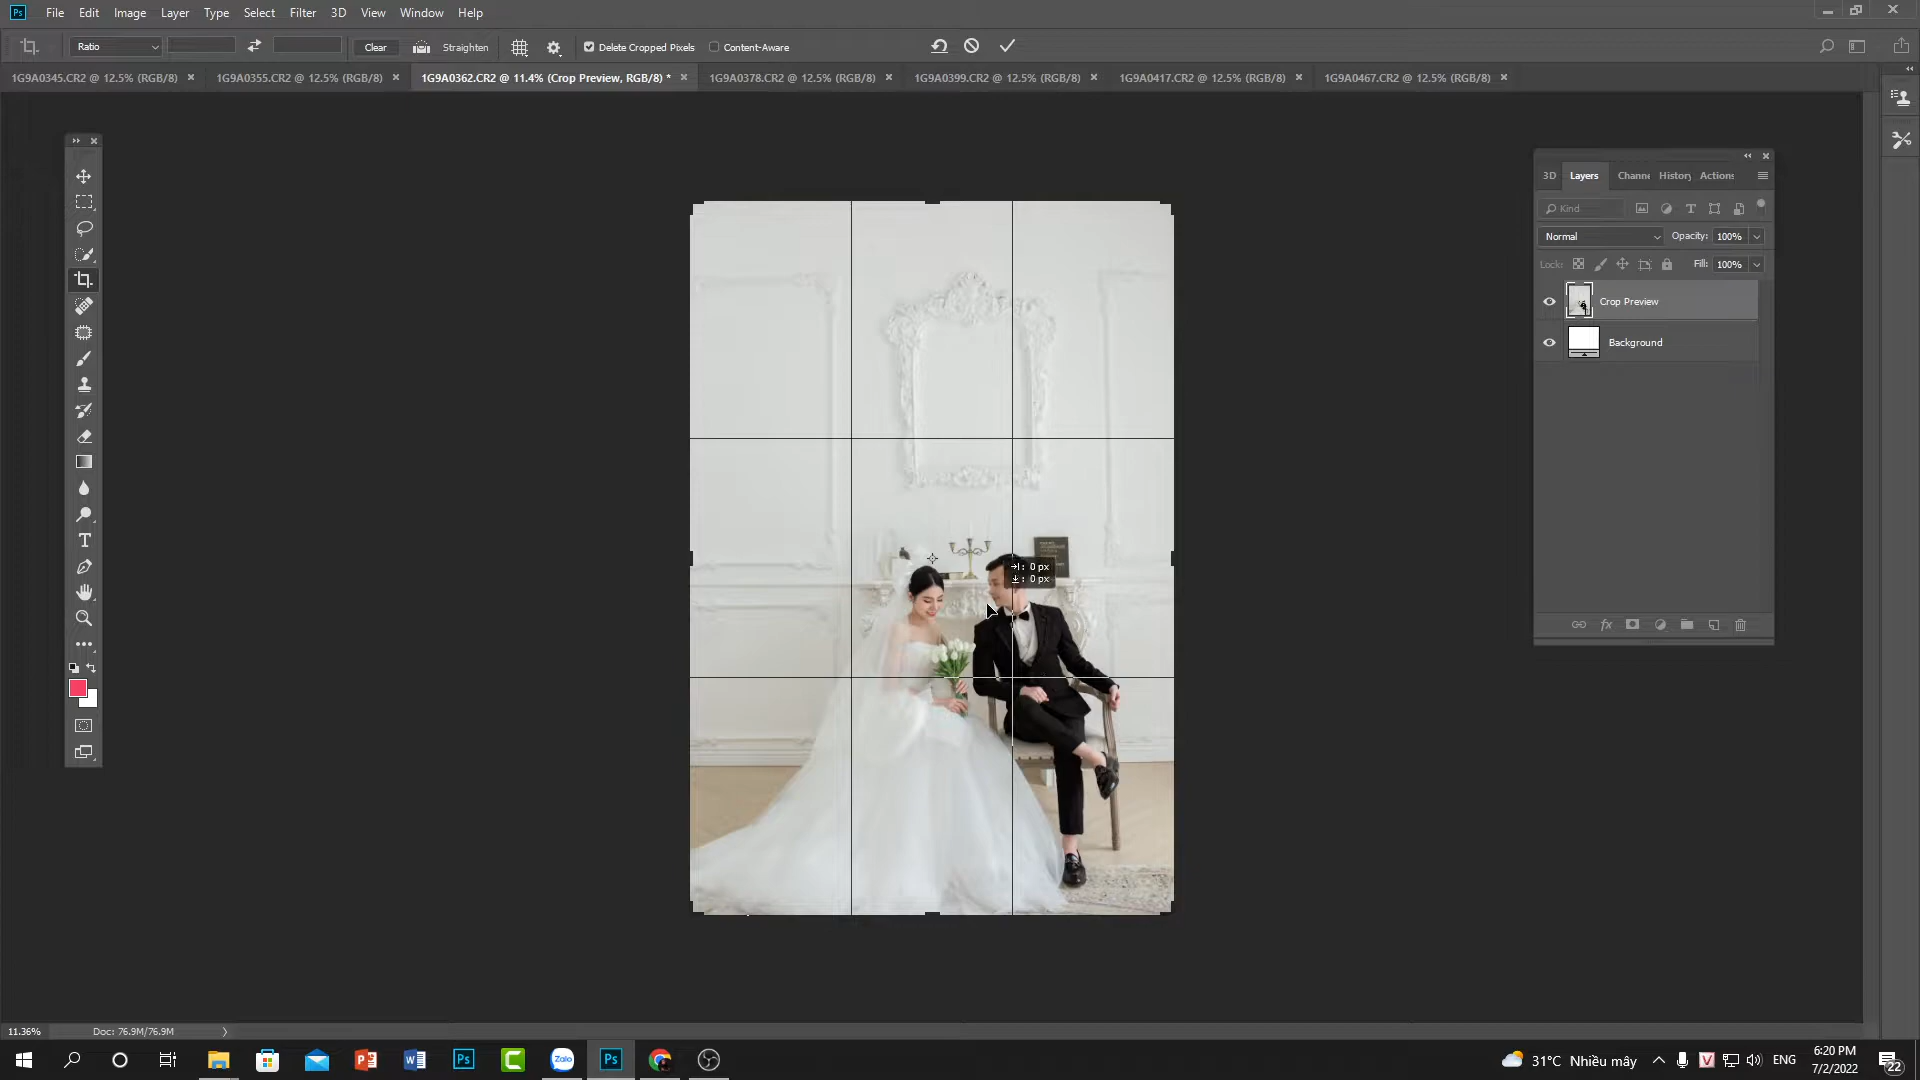 Ps File Edit Image Layer Type Select Filter 3D View Window Help
Ratio Clear Straighten Delete Cropped Pixels Content-Aware
1G9A0345.CR2 @ 12.5% (RGB/8) × 1G9A0355.CR2 @ 12.5% (RGB/8) × 1G9A0362.CR2 @ 11.4% (Crop Preview, RGB/8) * × 1G9A0378.CR2 @ 12.5% (RGB/8) × 1G9A0399.CR2 @ 12.5% (RGB/8) × 1G9A0417.CR2 @ 12.5% (RGB/8) × 1G9A0467.CR2 @ 12.5% (RGB/8) ×
3D Layers Channe History Actions
Kind
Normal Opacity: 100%
Lock: Fill: 100%
Crop Preview
Background
: 0 px
: 0 px
fx
11.36% Doc: 76.9M/76.9M
Zalo
31°C Nhiều mây ENG
6:20 PM
7/2/2022
22